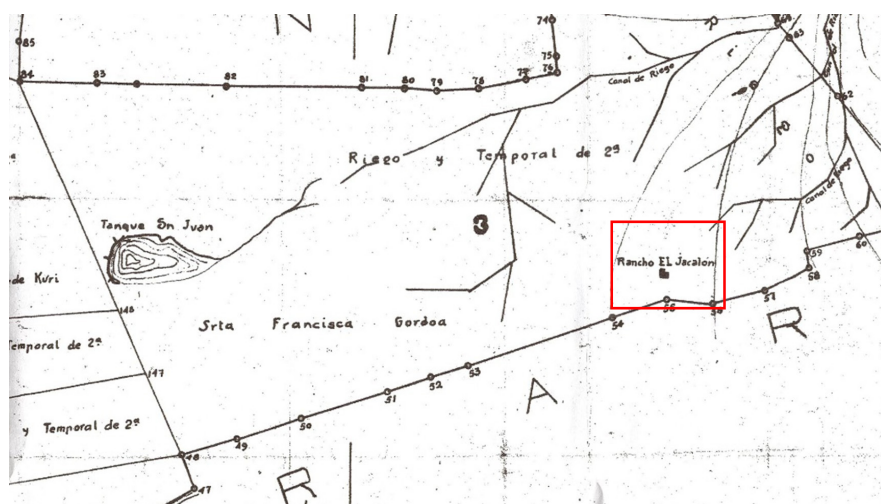 74
85
64
63
75
76
77
84
83
82
81
80
79
78
Canal de Riego
62
Riego y Temporal de 2ª
Canal de Riego
Tanque Sn Juan
3
59
60
Rancho EL Jacalón
58
de Kuri
57
55
56
146
54
Srta Francisca Gordoa
R
Temporal de 2ª
53
147
52
51
A
50
y Temporal de 2ª
49
48
47
R